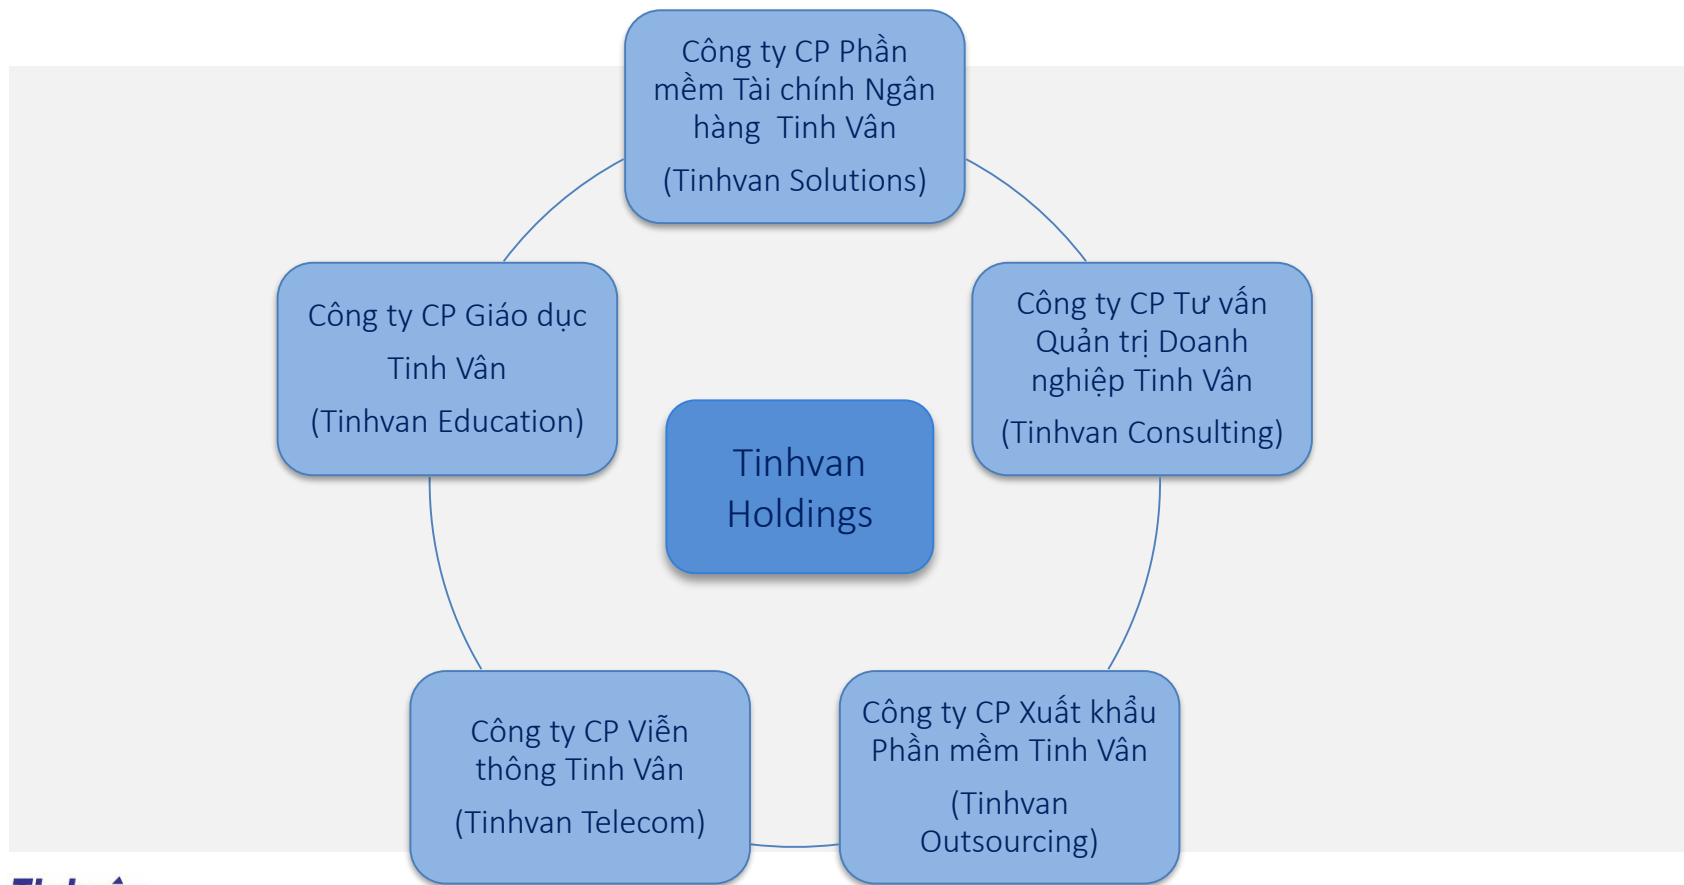 Công ty CP Phần
mềm Tài chính Ngân
hàng  Tinh Vân
(Tinhvan Solutions)
Công ty CP Giáo dục
Tinh Vân
(Tinhvan Education)
Công ty CP Tư vấn
Quản trị Doanh
nghiệp Tinh Vân
(Tinhvan Consulting)
Tinhvan
Holdings
Công ty CP Viễn
thông Tinh Vân
(Tinhvan Telecom)
Công ty CP Xuất khẩu
Phần mềm Tinh Vân
(Tinhvan
Outsourcing)